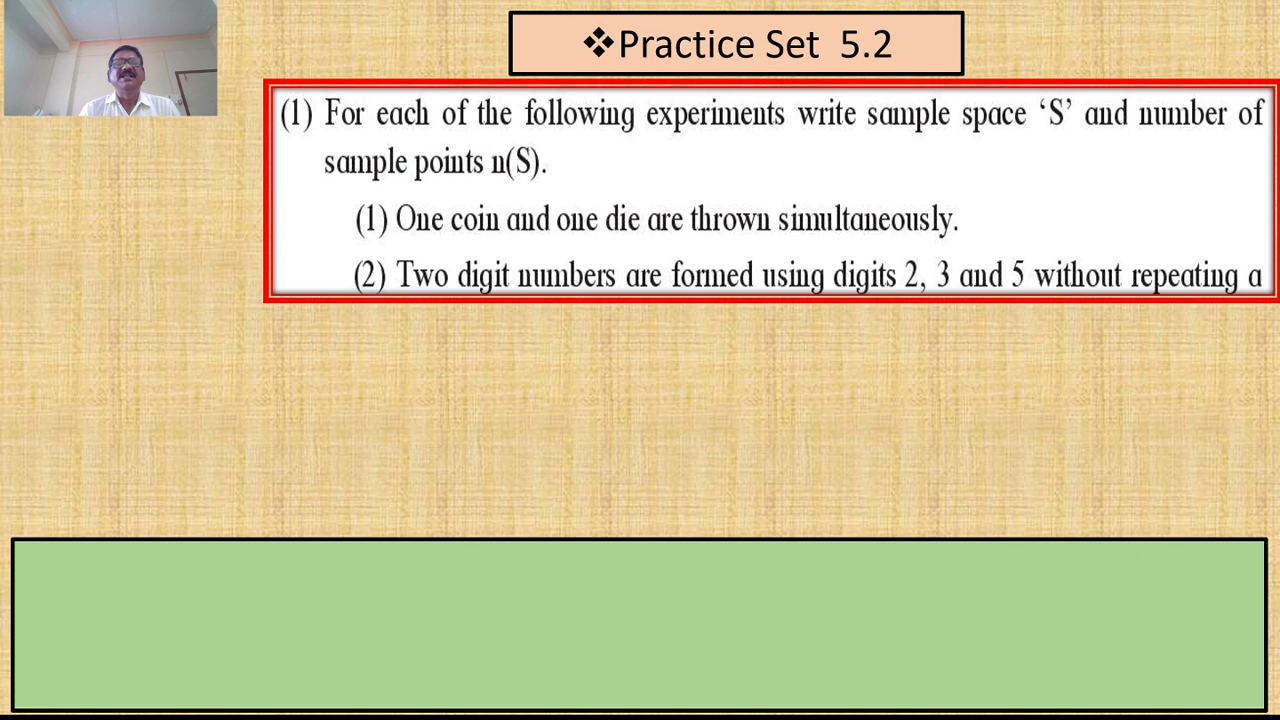 ❖Practice Set 5.2
(1) For each of the following experiments write sample space ‘S’ and number of
sample points n(S).
(1) One coin and one die are thrown simultaneously.
(2) Two digit numbers are formed using digits 2, 3 and 5 without repeating a